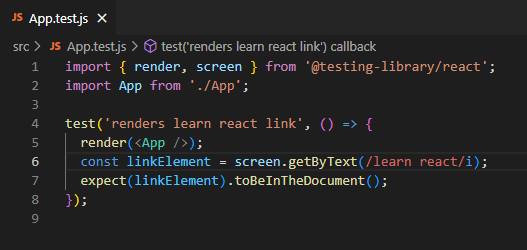 JS App.test.js ×
src > JS App.test.js > test('renders learn react link') callback
1 import { render, screen } from '@testing-library/react';
2 import App from './App';
3
4 test('renders learn react link', () => {
5   render(<App />);
6   const linkElement = screen.getByText(/learn react/i);
7   expect(linkElement).toBeInTheDocument();
8 });
9